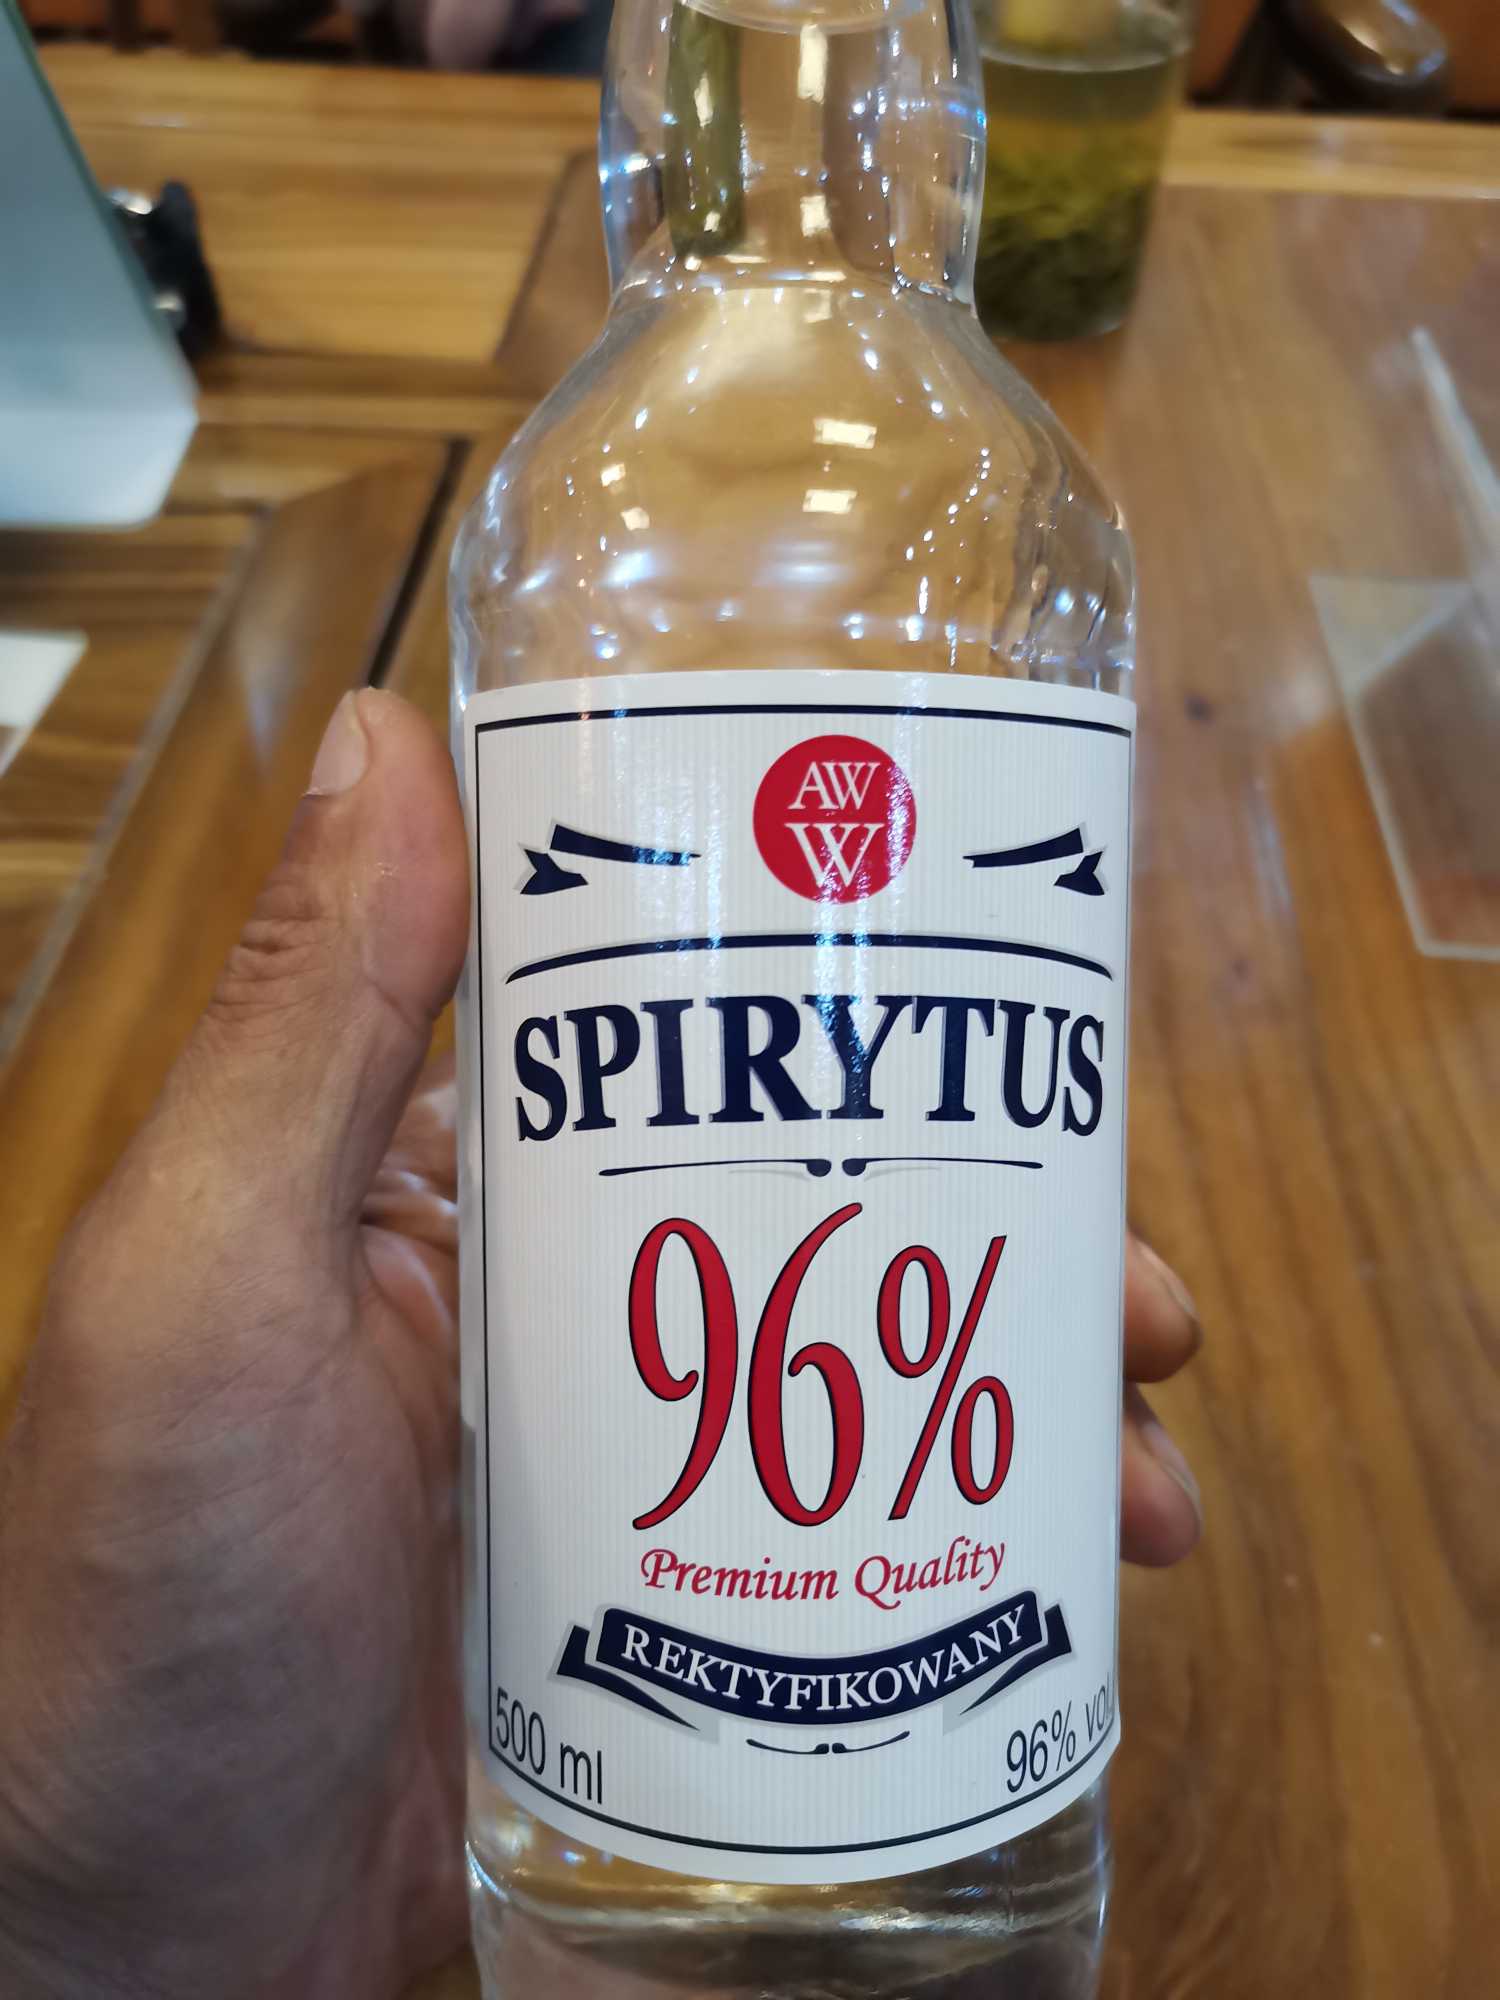 AW
W
SPIRYTUS
96%
Premium Quality
REKTYFIKOWANY
500 ml
96% vol.